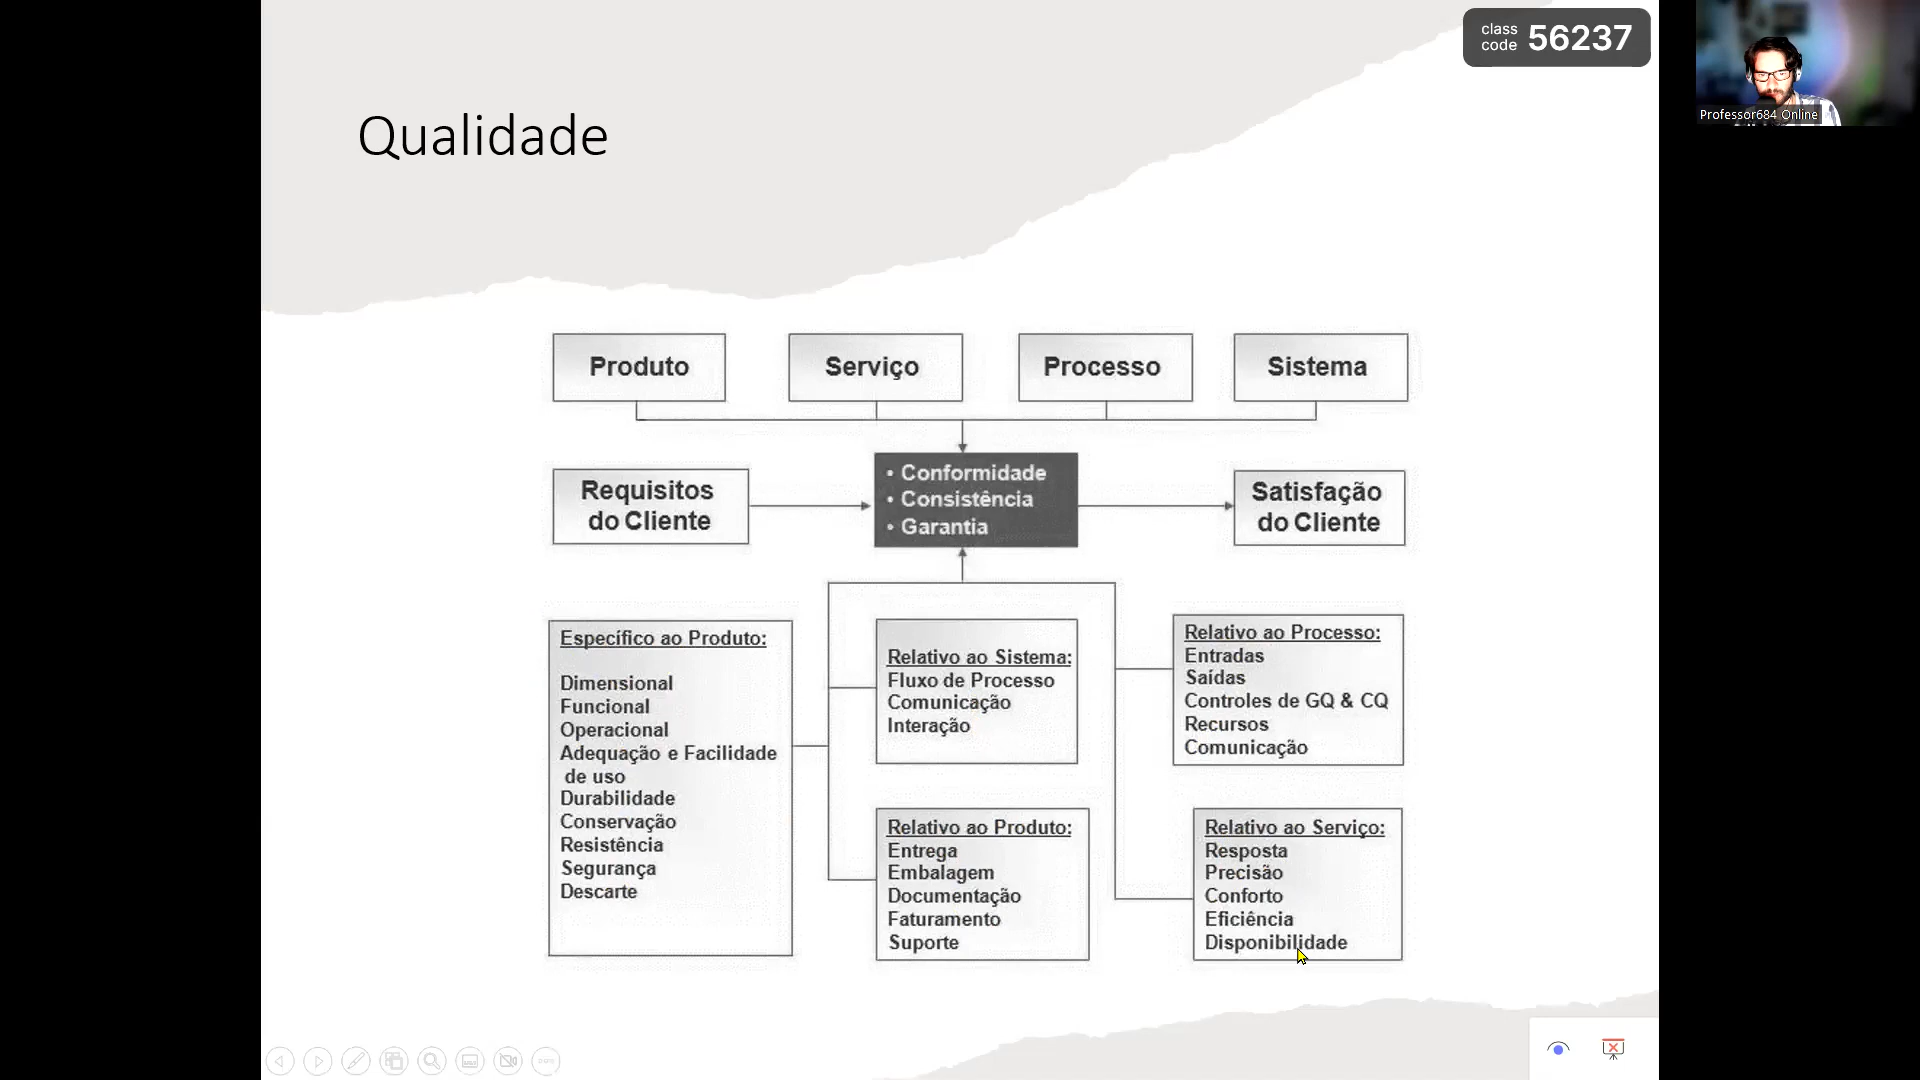 class
code 56237
Professor684 Online
Qualidade
Produto
Serviço
Processo
Sistema
Requisitos
do Cliente
• Conformidade
• Consistência
• Garantia
Satisfação
do Cliente
Específico ao Produto:
Dimensional
Funcional
Operacional
Adequação e Facilidade
de uso
Durabilidade
Conservação
Resistência
Segurança
Descarte
Relativo ao Sistema:
Fluxo de Processo
Comunicação
Interação
Relativo ao Processo:
Entradas
Saídas
Controles de GQ & CQ
Recursos
Comunicação
Relativo ao Produto:
Entrega
Embalagem
Documentação
Faturamento
Suporte
Relativo ao Serviço:
Resposta
Precisão
Conforto
Eficiência
Disponibilidade